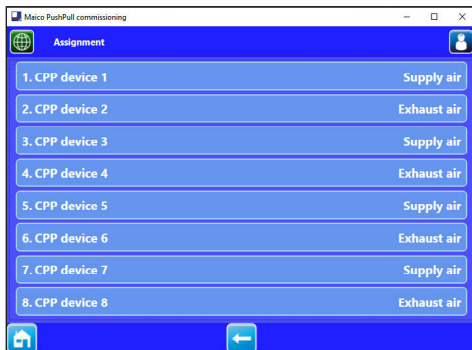 Maico PushPull commissioning
Assignment
1. CPP device 1 Supply air
2. CPP device 2 Exhaust air
3. CPP device 3 Supply air
4. CPP device 4 Exhaust air
5. CPP device 5 Supply air
6. CPP device 6 Exhaust air
7. CPP device 7 Supply air
8. CPP device 8 Exhaust air